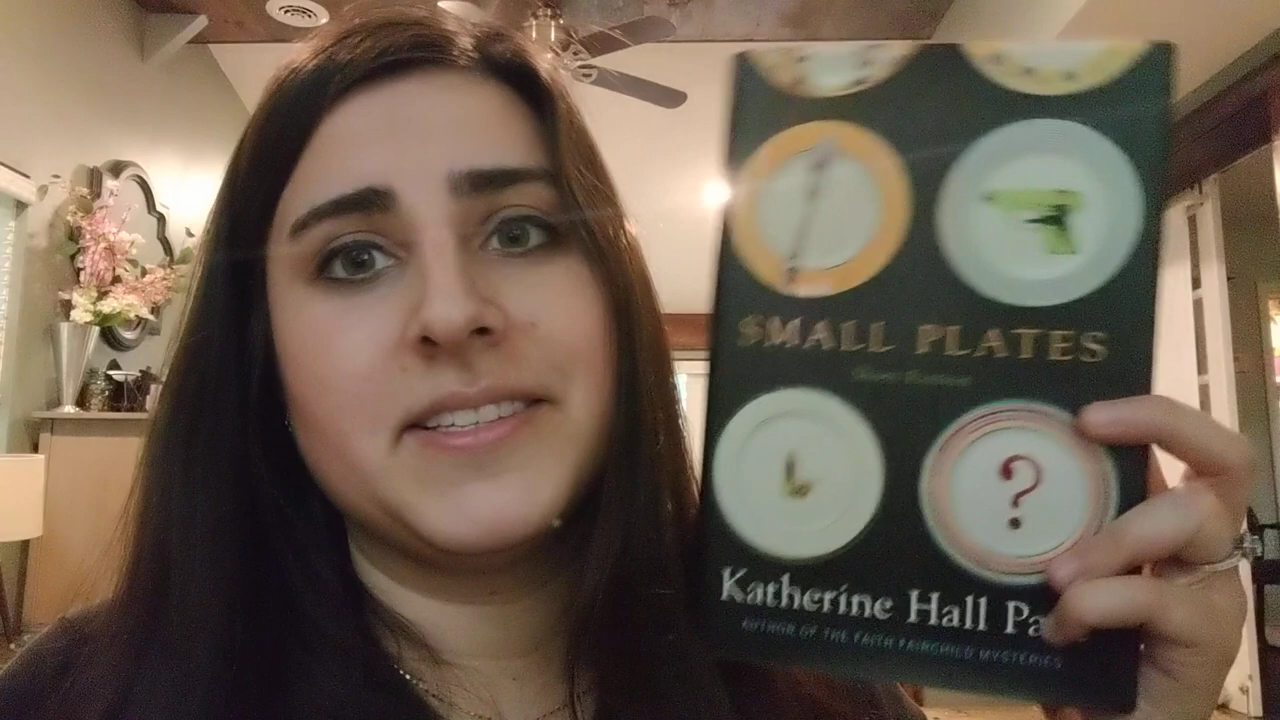 SMALL PLATES
Katherine Hall Pa
AUTHOR OF THE FAITH FAIRCHILD MYSTERIES
?